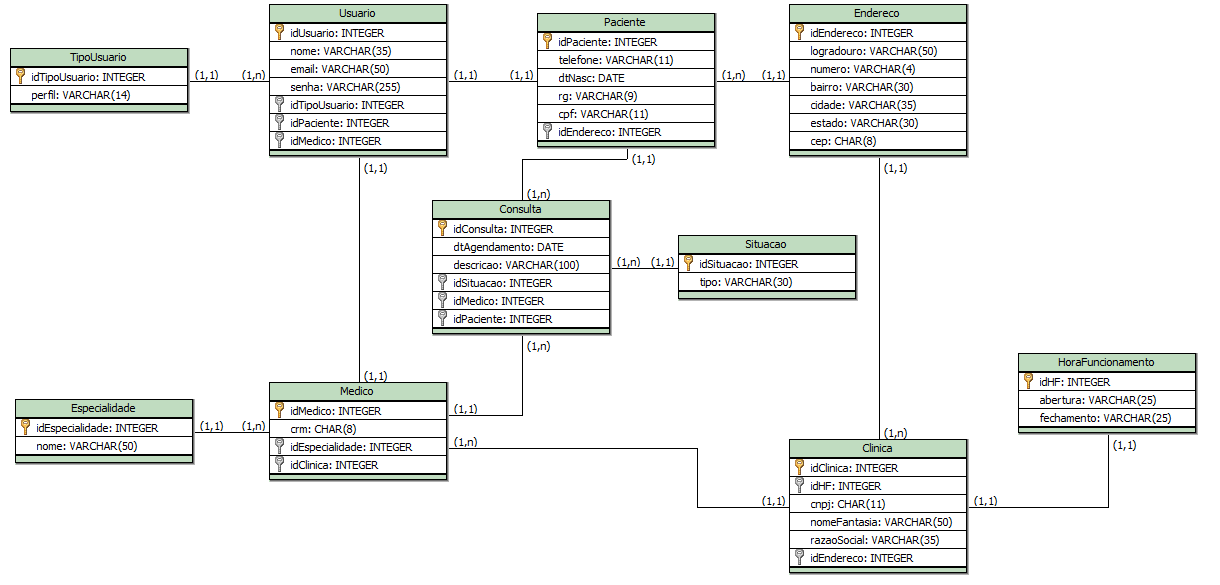 TipoUsuario
idTipoUsuario: INTEGER
perfil: VARCHAR(14)
(1,1)
(1,n)
Usuario
idUsuario: INTEGER
nome: VARCHAR(35)
email: VARCHAR(50)
senha: VARCHAR(255)
idTipoUsuario: INTEGER
idPaciente: INTEGER
idMedico: INTEGER
(1,1)
(1,1)
(1,1)
Paciente
idPaciente: INTEGER
telefone: VARCHAR(11)
dtNasc: DATE
rg: VARCHAR(9)
cpf: VARCHAR(11)
idEndereco: INTEGER
(1,n)
(1,1)
(1,1)
Endereco
idEndereco: INTEGER
logradouro: VARCHAR(50)
numero: VARCHAR(4)
bairro: VARCHAR(30)
cidade: VARCHAR(35)
estado: VARCHAR(30)
cep: CHAR(8)
(1,1)
(1,n)
Consulta
idConsulta: INTEGER
dtAgendamento: DATE
descricao: VARCHAR(100)
idSituacao: INTEGER
idMedico: INTEGER
idPaciente: INTEGER
(1,n)
(1,1)
(1,n)
Situacao
idSituacao: INTEGER
tipo: VARCHAR(30)
Especialidade
idEspecialidade: INTEGER
nome: VARCHAR(50)
(1,1)
(1,n)
(1,1)
Medico
idMedico: INTEGER
crm: CHAR(8)
idEspecialidade: INTEGER
idClinica: INTEGER
(1,1)
(1,n)
HoraFuncionamento
idHF: INTEGER
abertura: VARCHAR(25)
fechamento: VARCHAR(25)
(1,1)
(1,n)
Clinica
idClinica: INTEGER
idHF: INTEGER
cnpj: CHAR(11)
nomeFantasia: VARCHAR(50)
razaoSocial: VARCHAR(35)
idEndereco: INTEGER
(1,1)
(1,1)